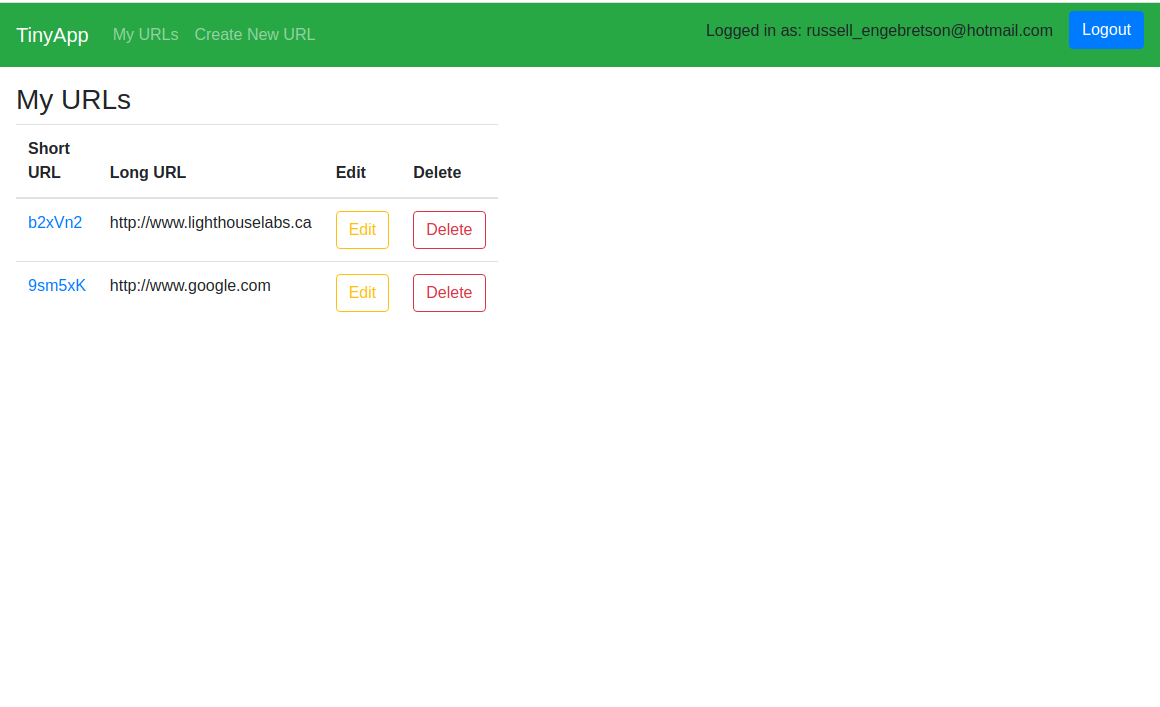 TinyApp My URLs Create New URL Logged in as: russell_engebretson@hotmail.com Logout
My URLs
Short
URL Long URL Edit Delete
b2xVn2 http://www.lighthouselabs.ca Edit Delete
9sm5xK http://www.google.com Edit Delete